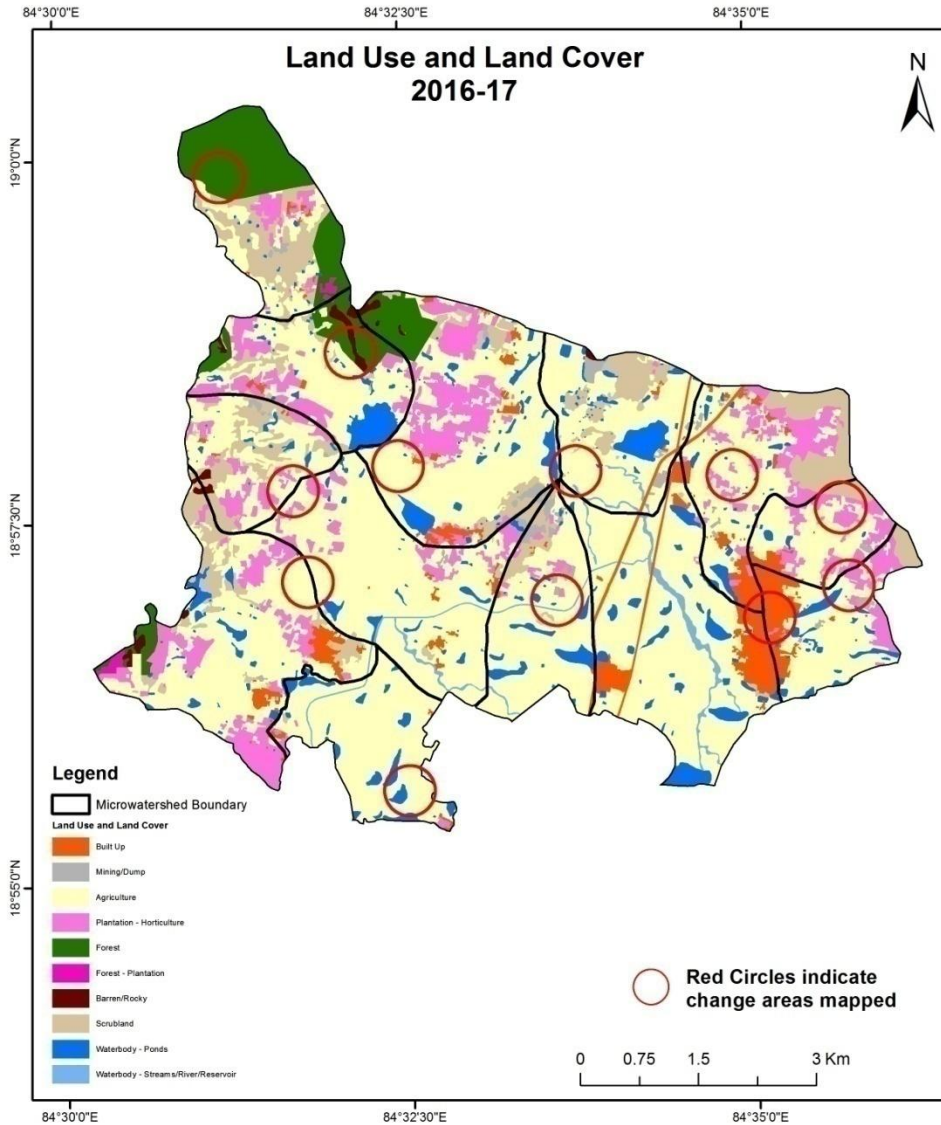 84°30'0"E
84°32'30"E
84°35'0"E
Land Use and Land Cover
2016-17
N
19°0'0"N
18°57'30"N
18°55'0"N
Legend
Microwatershed Boundary
Land Use and Land Cover
Built Up
Mining/Dump
Agriculture
Plantation - Horticulture
Forest
Forest - Plantation
Barren/Rocky
Scrubland
Waterbody - Ponds
Waterbody - Streams/River/Reservoir
Red Circles indicate
change areas mapped
0 0.75 1.5 3 Km
84°30'0"E
84°32'30"E
84°35'0"E